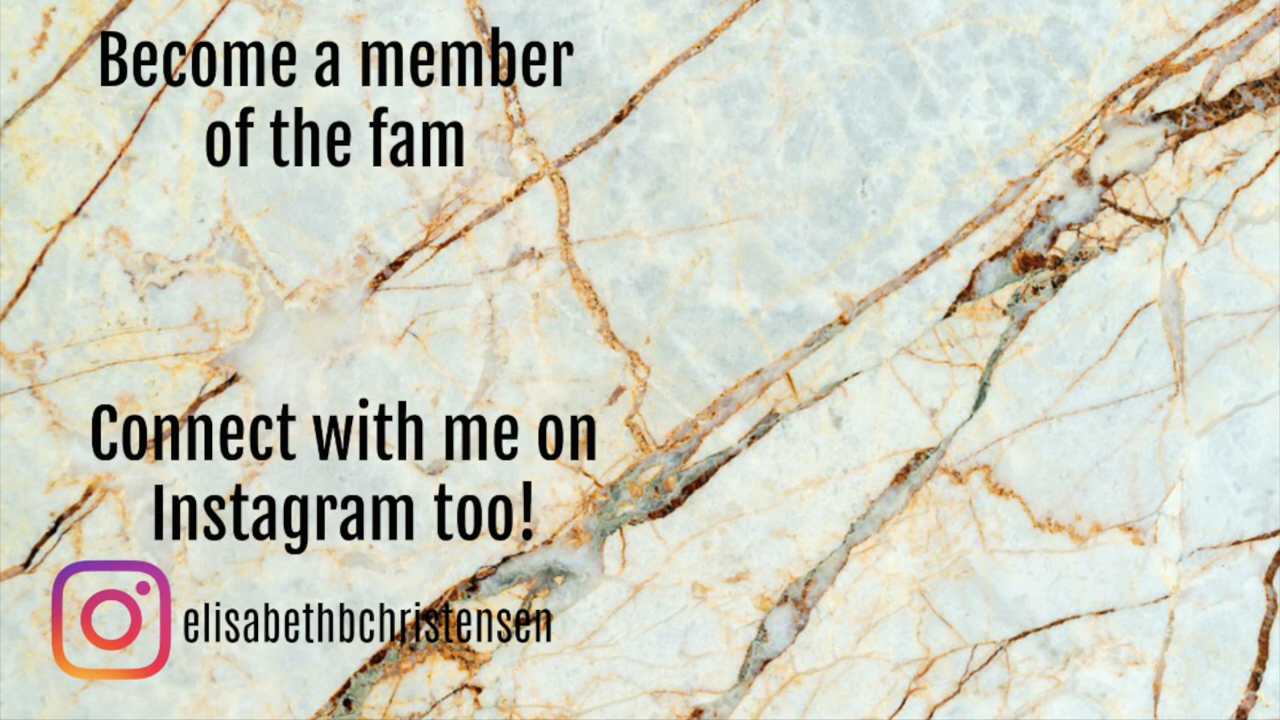 Become a member
of the fam
Connect with me on
Instagram too!
elisabethbchristensen